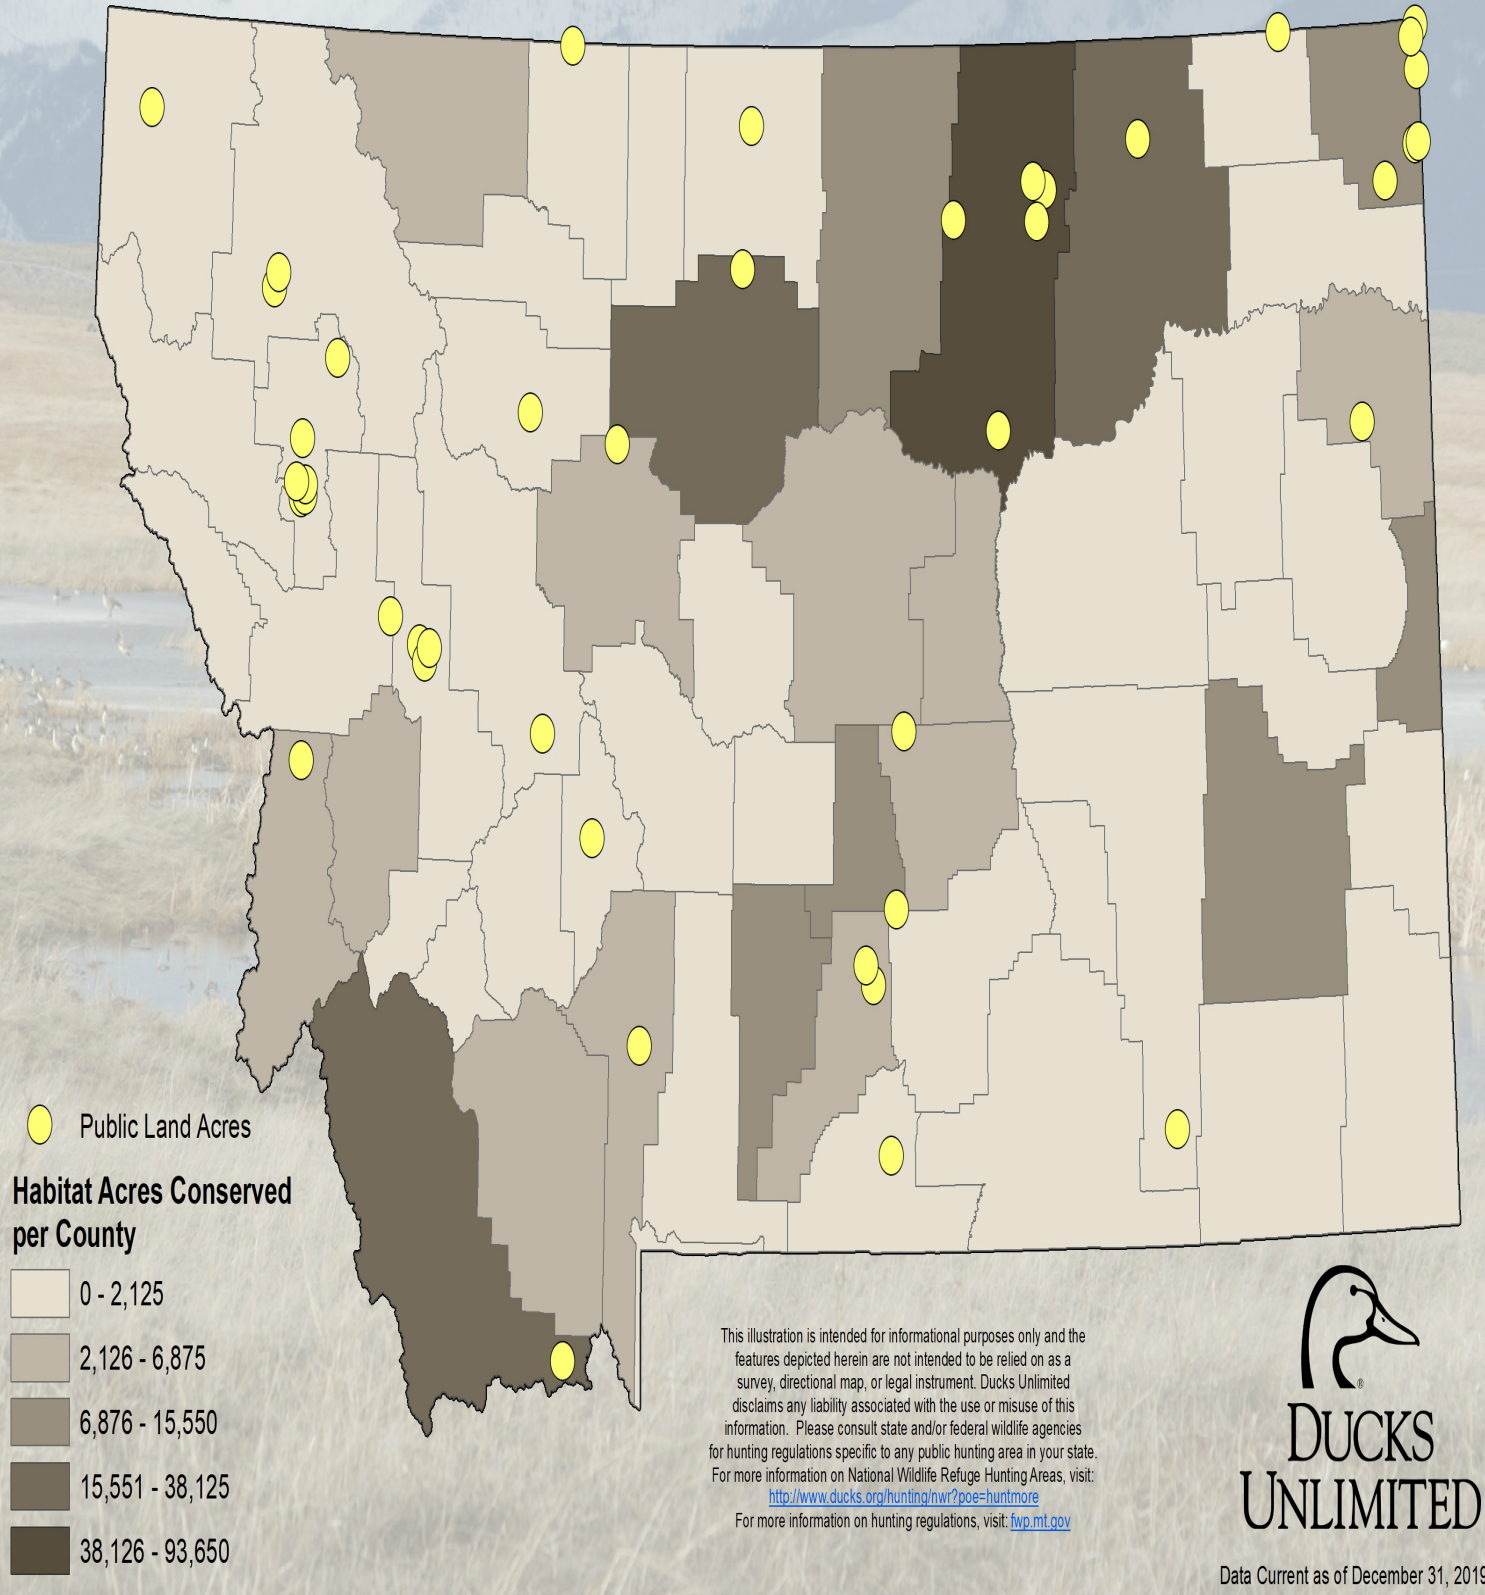 Public Land Acres
Habitat Acres Conserved
per County
0 - 2,125
2,126 - 6,875
6,876 - 15,550
15,551 - 38,125
38,126 - 93,650
This illustration is intended for informational purposes only and the
features depicted herein are not intended to be relied on as a
survey, directional map, or legal instrument. Ducks Unlimited
disclaims any liability associated with the use or misuse of this
information. Please consult state and/or federal wildlife agencies
for hunting regulations specific to any public hunting area in your state.
For more information on National Wildlife Refuge Hunting Areas, visit:
http://www.ducks.org/hunting/nwr?poe=huntmore
For more information on hunting regulations, visit: fwp.mt.gov
®
DUCKS
UNLIMITED
Data Current as of December 31, 2019